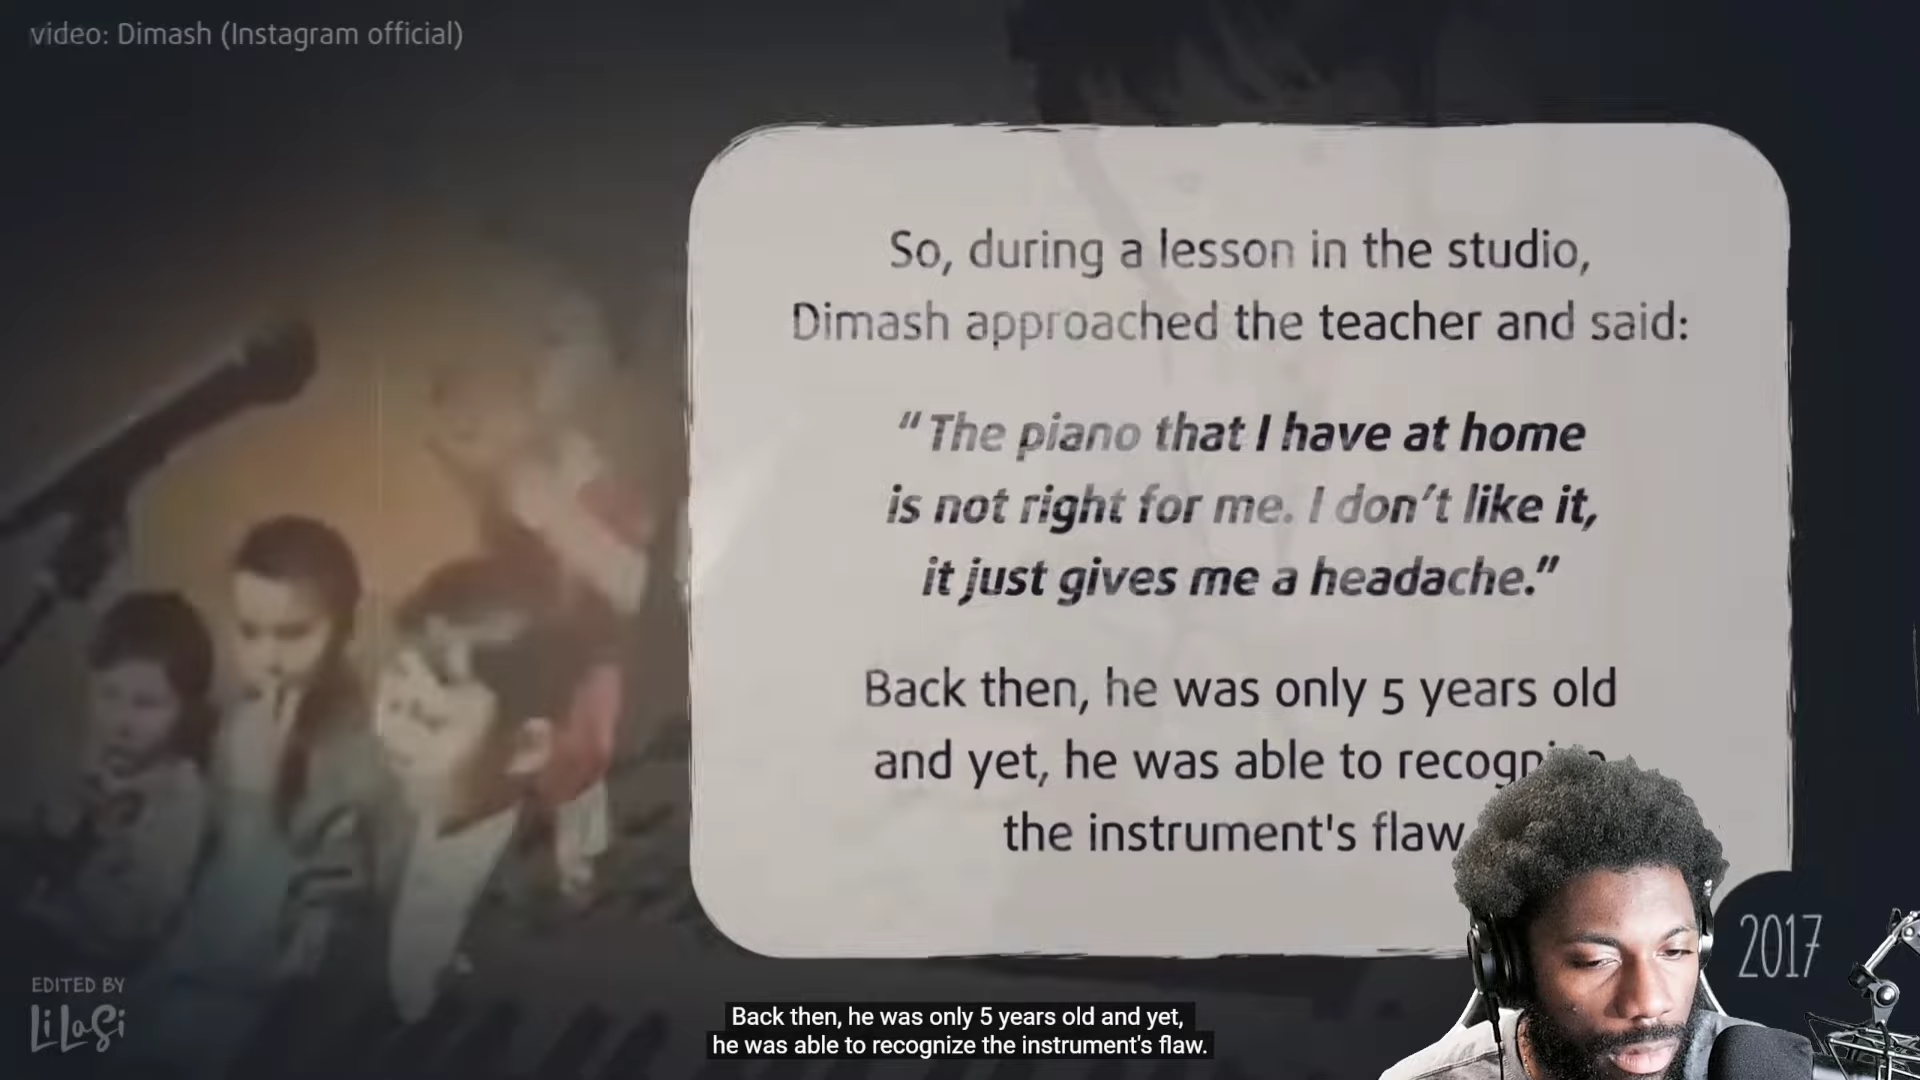 video: Dimash (Instagram official)
So, during a lesson in the studio,
Dimash approached the teacher and said:
“The piano that I have at home
is not right for me. I don’t like it,
it just gives me a headache.”
Back then, he was only 5 years old
and yet, he was able to recognize
the instrument's flaw
2017
EDITED BY
LiLaSi
Back then, he was only 5 years old and yet,
he was able to recognize the instrument's flaw.